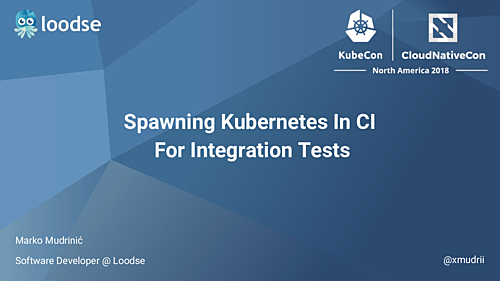 loodse
KubeCon
CloudNativeCon
North America 2018
Spawning Kubernetes In CI
For Integration Tests
Marko Mudrinić
Software Developer @ Loodse
@xmudrii